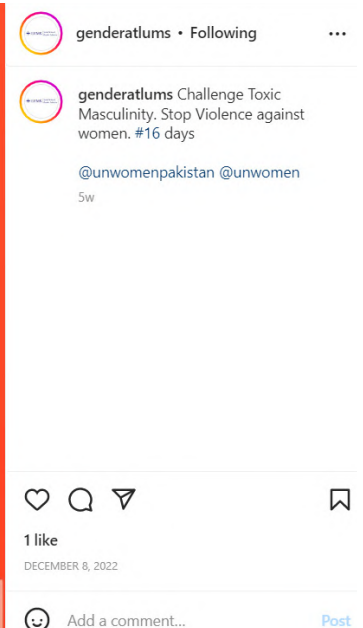 genderatlums • Following
genderatlums Challenge Toxic
Masculinity. Stop Violence against
women. #16 days
@unwomenpakistan @unwomen
5w
1 like
DECEMBER 8, 2022
Add a comment...
Post